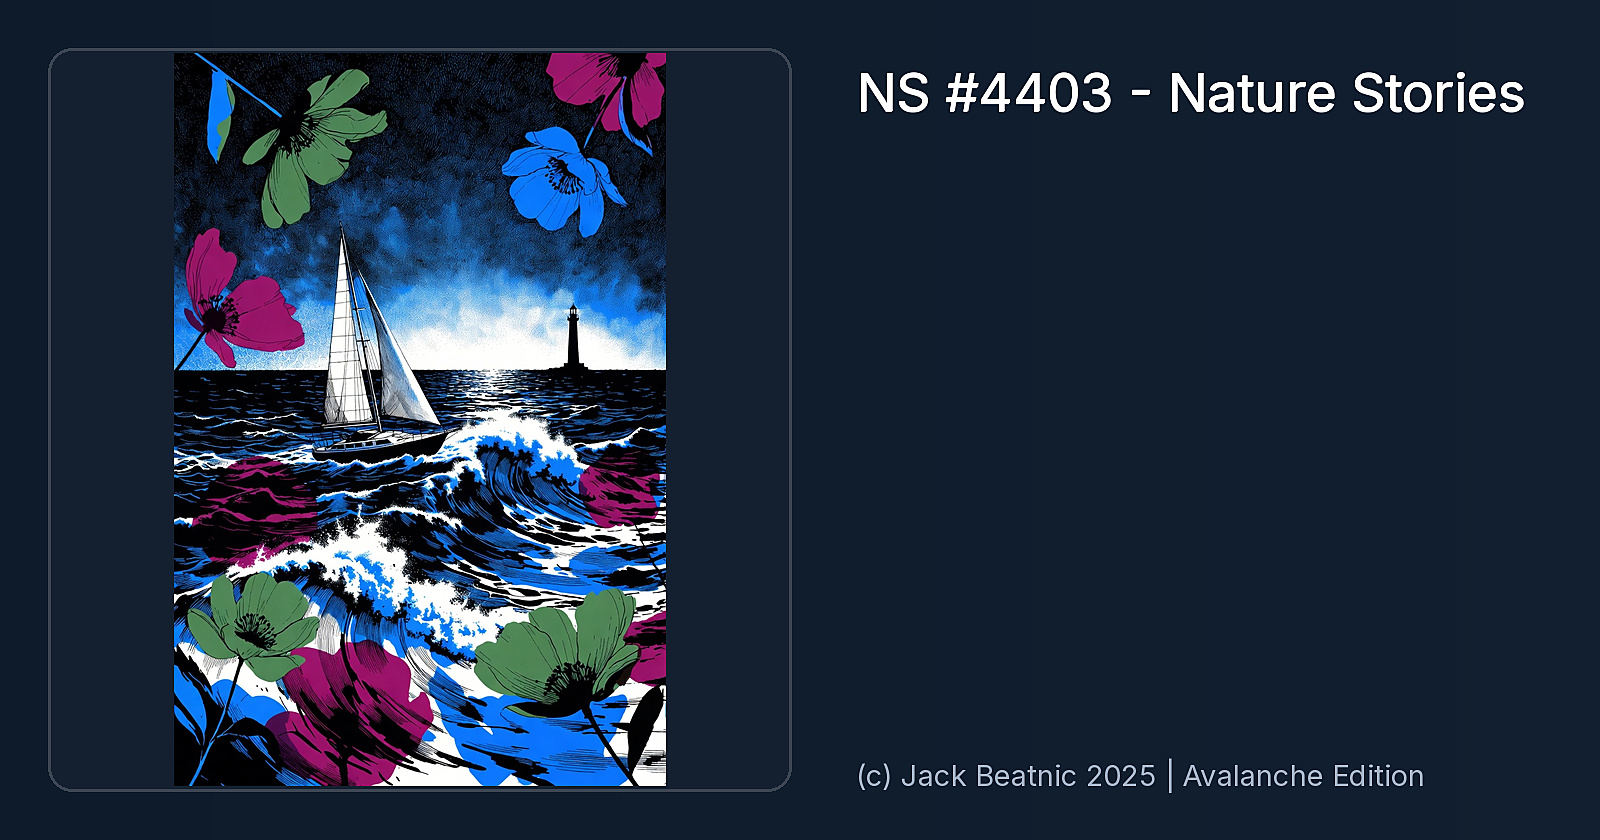 NS #4403 - Nature Stories
(c) Jack Beatnic 2025 | Avalanche Edition